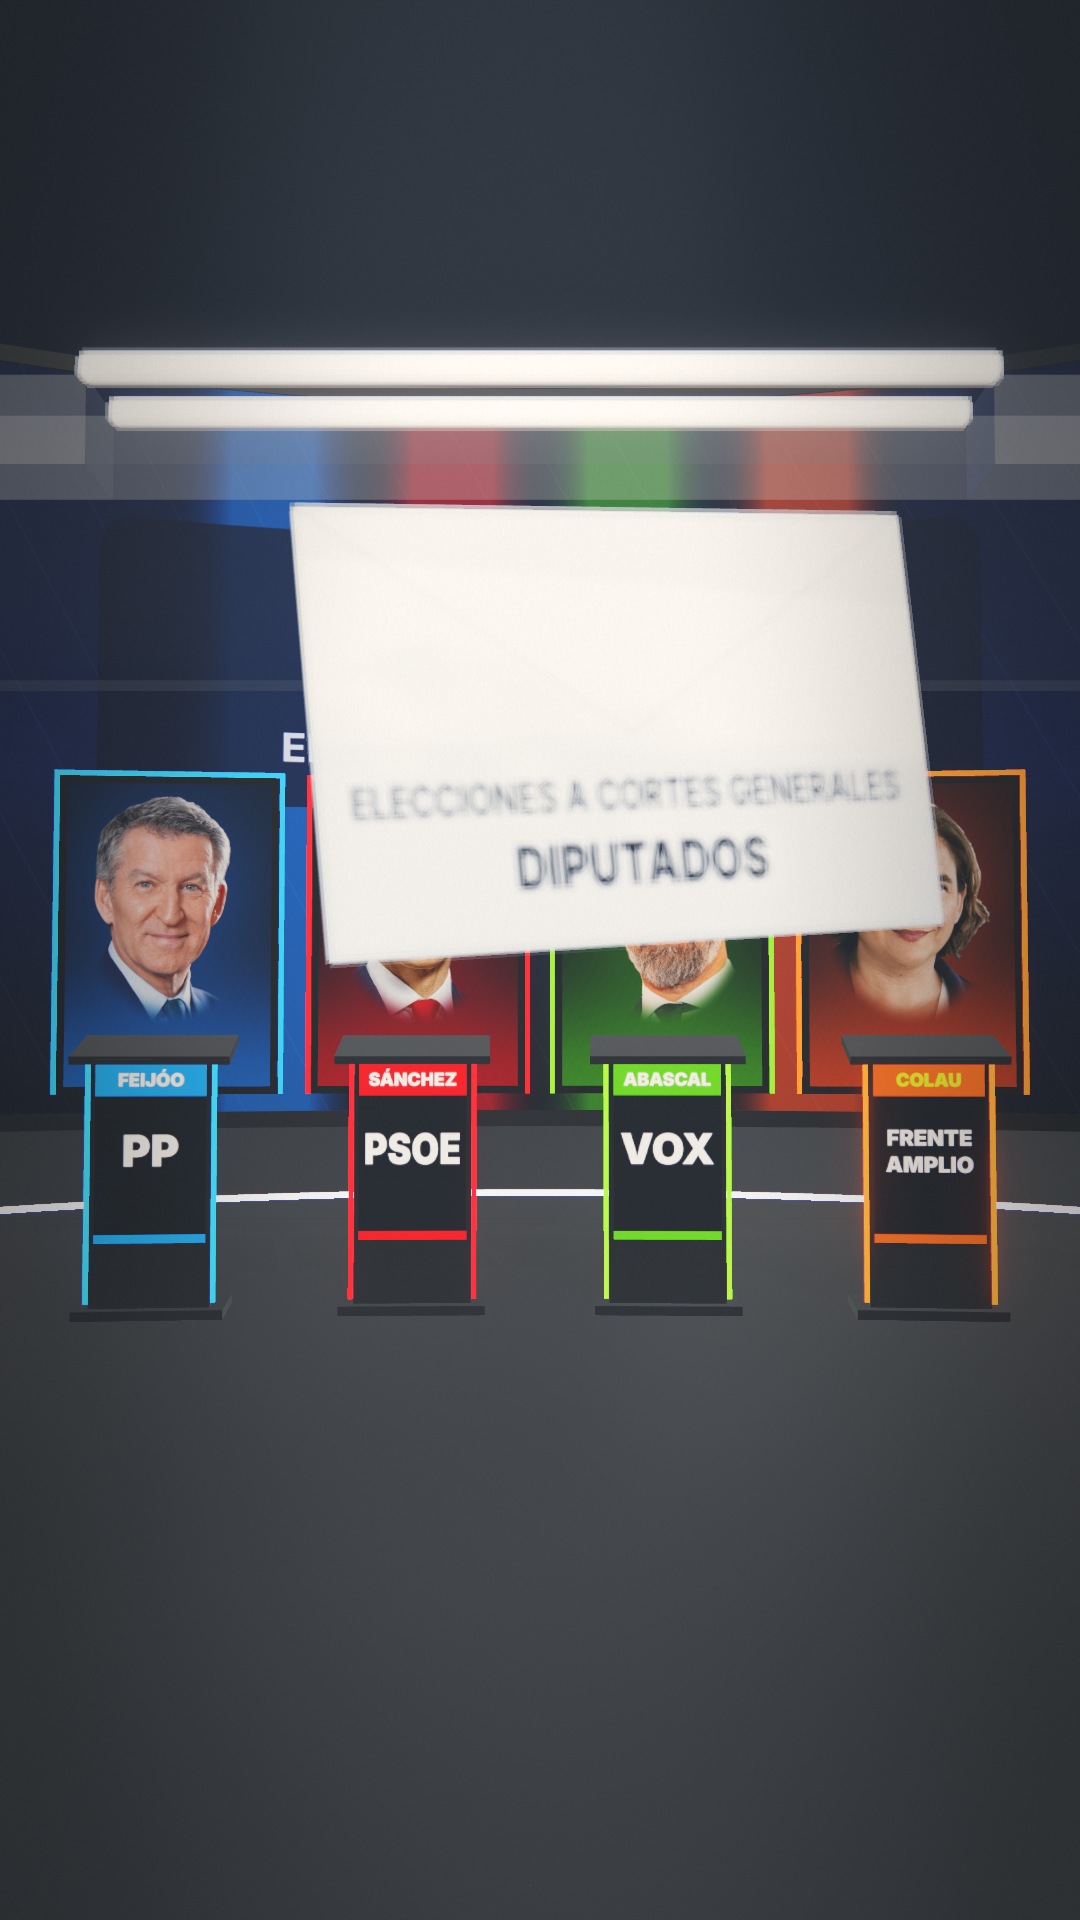 E
ELECCIONES A CORTES GENERALES
DIPUTADOS
FEIJÓO
SÁNCHEZ
ABASCAL
COLAU
PP
PSOE
VOX
FRENTE
AMPLIO